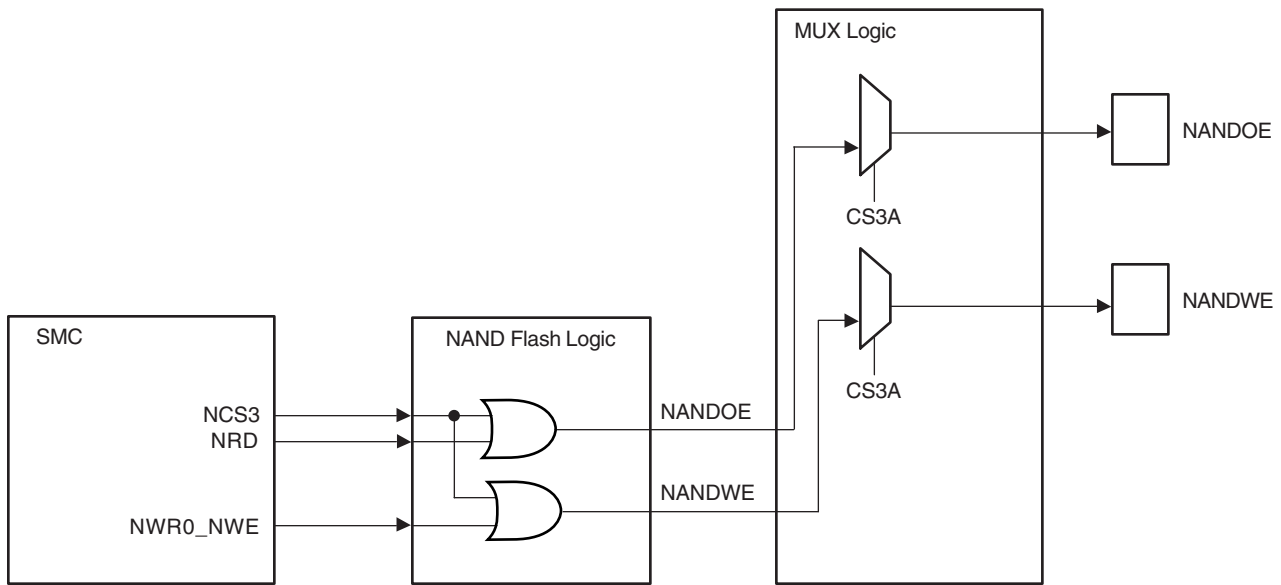 MUX Logic
NANDOE
CS3A
NANDWE
SMC
NAND Flash Logic
CS3A
NCS3
NANDOE
NRD
NANDWE
NWR0_NWE